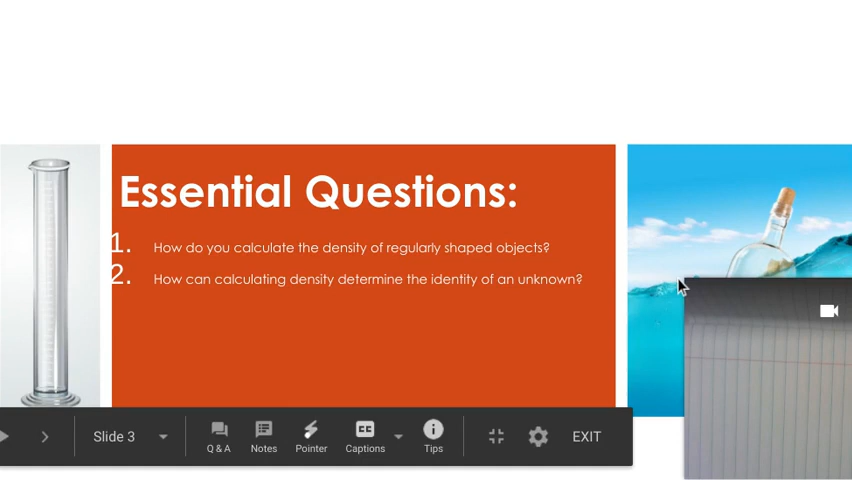 Essential Questions:
1. How do you calculate the density of regularly shaped objects?
2. How can calculating density determine the identity of an unknown?
Slide 3
Q & A
Notes
Pointer
CC
Captions
Tips
EXIT